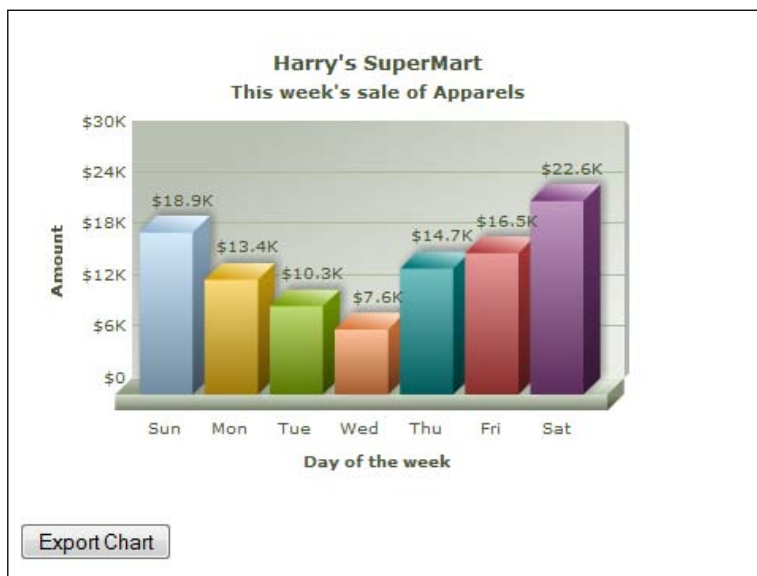 Harry's SuperMart
This week's sale of Apparels
$30K
$24K
$18K
$12K
$6K
$0
Amount
$18.9K
$13.4K
$10.3K
$7.6K
$14.7K
$16.5K
$22.6K
Sun Mon Tue Wed Thu Fri Sat
Day of the week
Export Chart